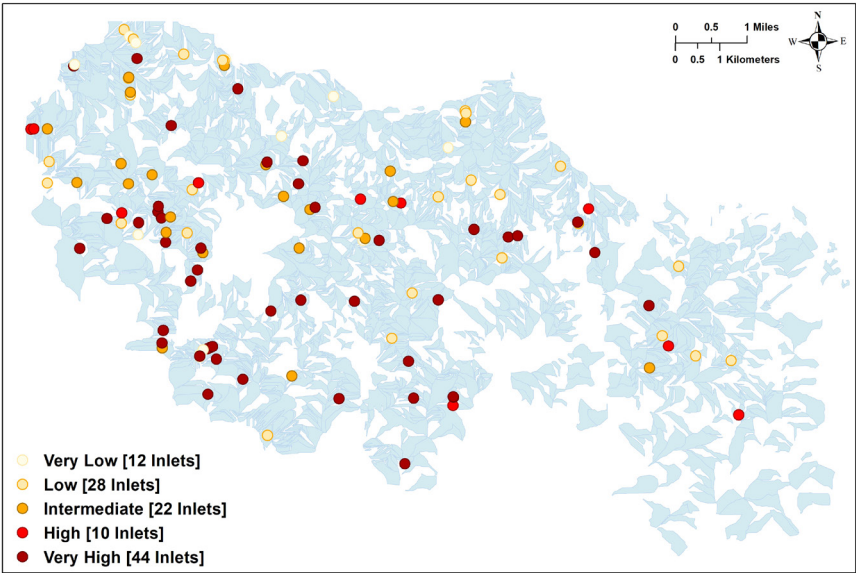 0 0.5 1 Miles
0 0.5 1 Kilometers
N
W E
S
Very Low [12 Inlets]
Low [28 Inlets]
Intermediate [22 Inlets]
High [10 Inlets]
Very High [44 Inlets]